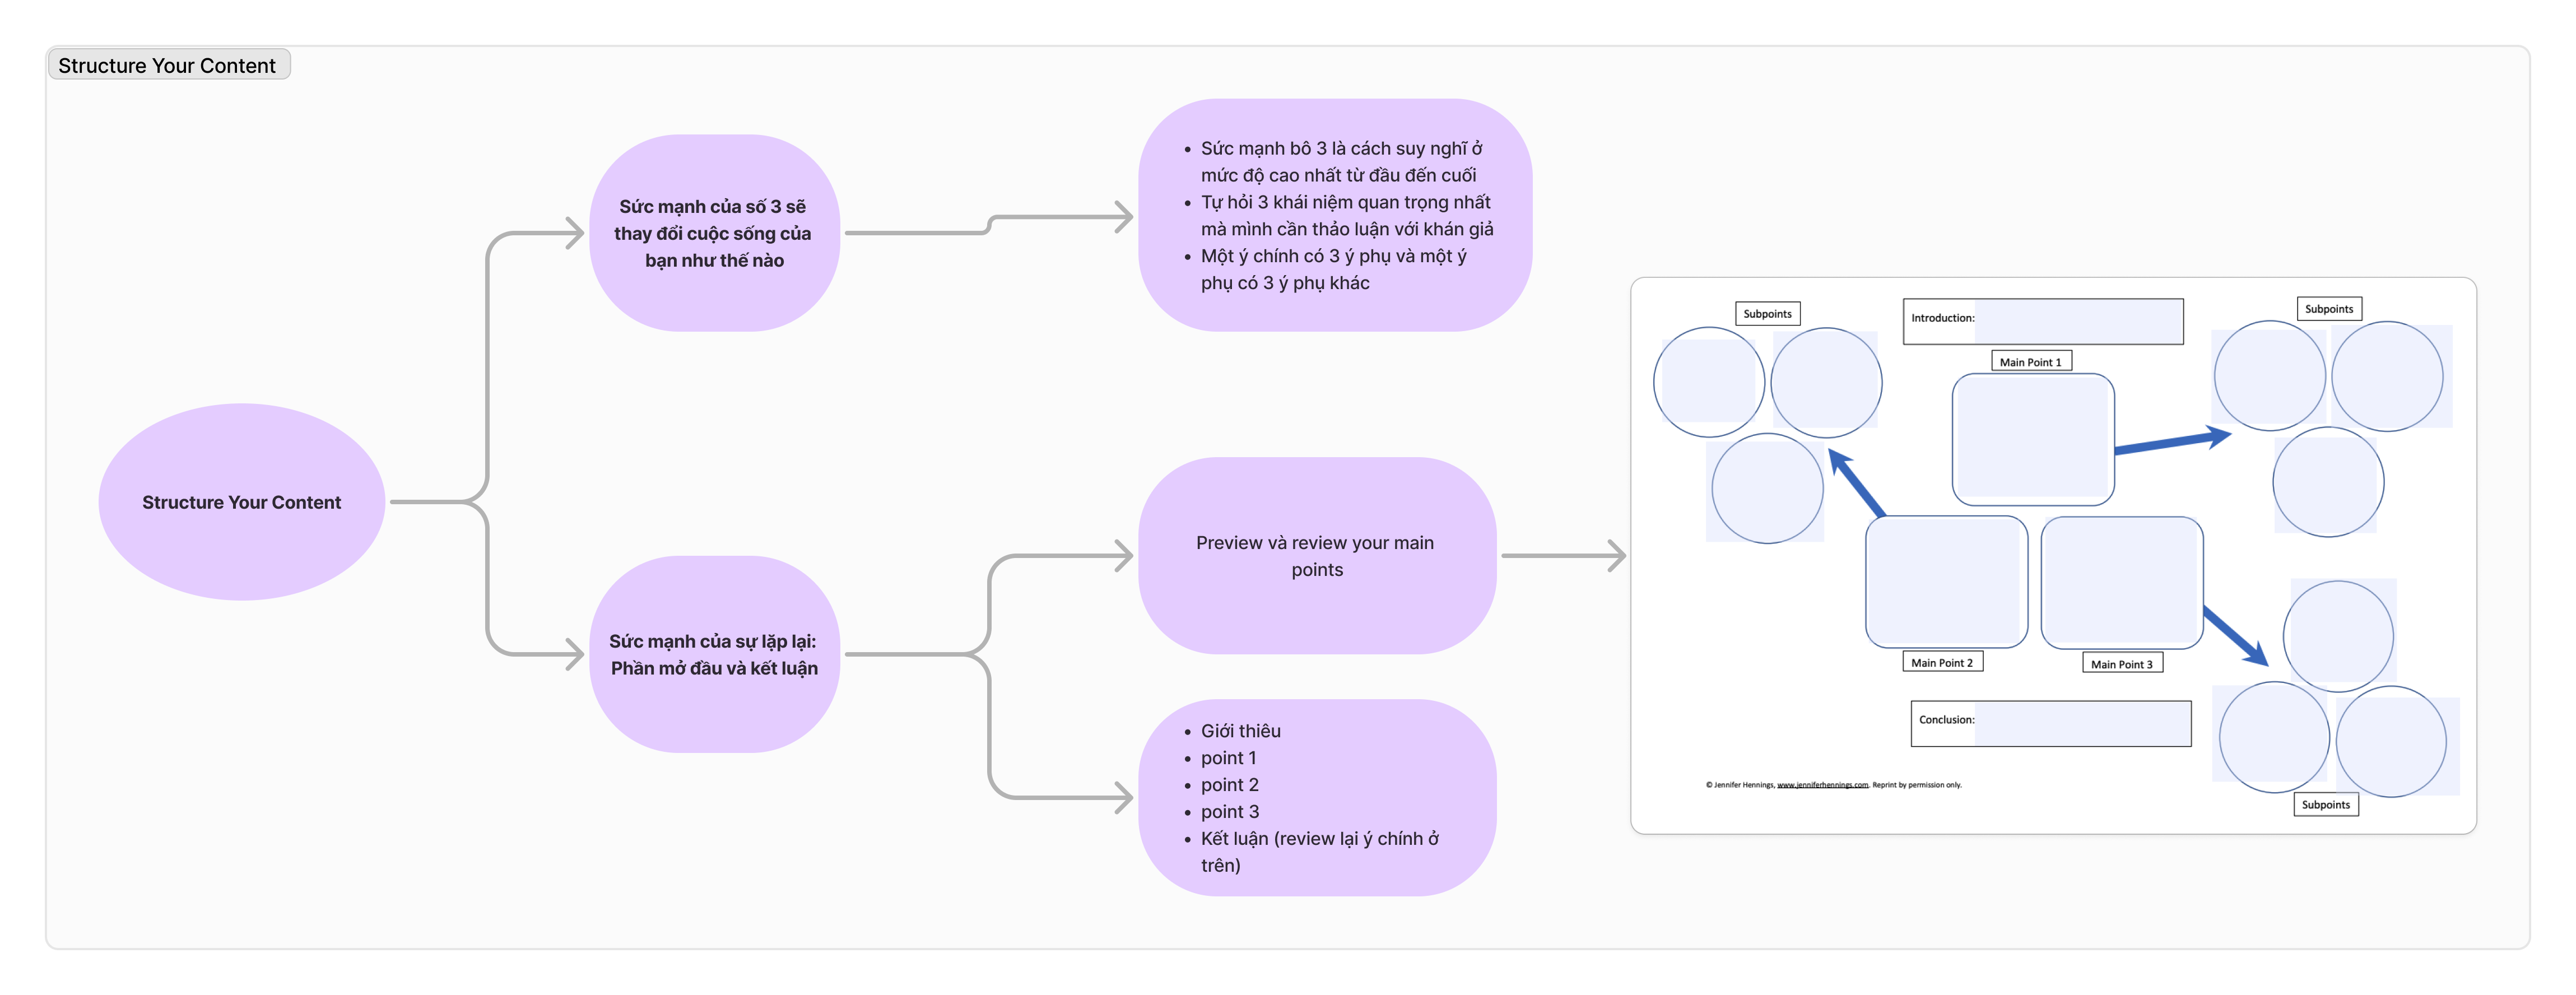 Structure Your Content
Structure Your Content
Sức mạnh của số 3 sẽ
thay đổi cuộc sống của
bạn như thế nào
Sức mạnh bô 3 là cách suy nghĩ ở
mức độ cao nhất từ đầu đến cuối
Tự hỏi 3 khái niệm quan trọng nhất
mà mình cần thảo luận với khán giả
Một ý chính có 3 ý phụ và một ý
phụ có 3 ý phụ khác
Sức mạnh của sự lặp lại:
Phần mở đầu và kết luận
Preview và review your main
points
Giới thiêu
point 1
point 2
point 3
Kết luận (review lại ý chính ở
trên)
Subpoints
Introduction:
Subpoints
Main Point 1
Main Point 2
Main Point 3
Conclusion:
© Jennifer Hennings, www.jenniferhennings.com. Reprint by permission only.
Subpoints